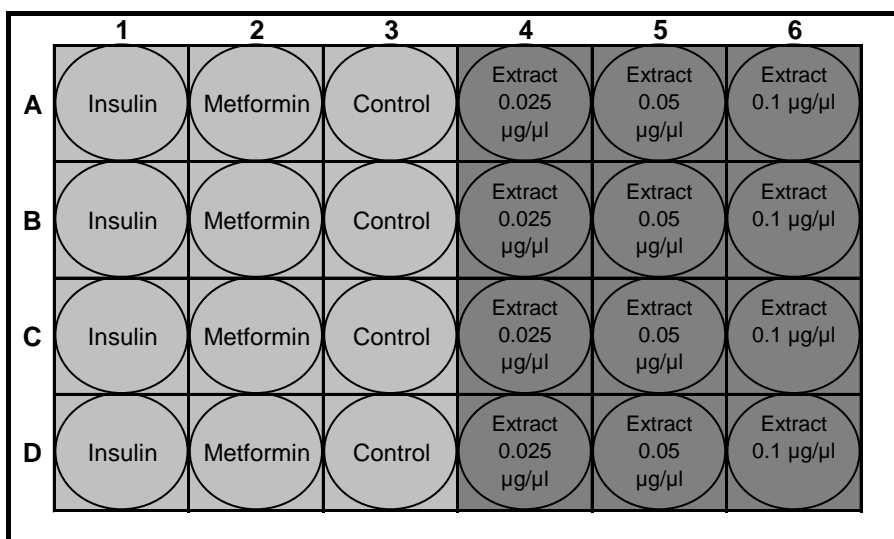 1 2 3 4 5 6
A Insulin Metformin Control Extract 0.025 µg/µl Extract 0.05 µg/µl Extract 0.1 µg/µl
B Insulin Metformin Control Extract 0.025 µg/µl Extract 0.05 µg/µl Extract 0.1 µg/µl
C Insulin Metformin Control Extract 0.025 µg/µl Extract 0.05 µg/µl Extract 0.1 µg/µl
D Insulin Metformin Control Extract 0.025 µg/µl Extract 0.05 µg/µl Extract 0.1 µg/µl